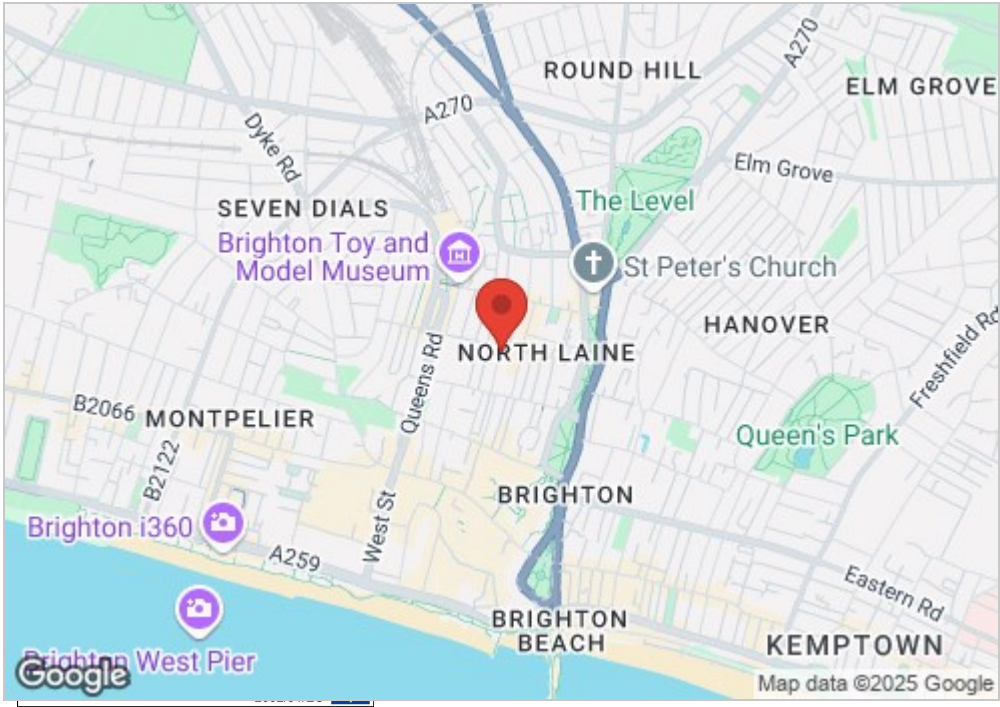 ROUND HILL
A270
ELM GROVE
A270
Dyke Rd
Elm Grove
The Level
SEVEN DIALS
Brighton Toy and
Model Museum
St Peter's Church
HANOVER
NORTH LAINE
Freshfield Rd
Queens Rd
B2066
MONTPELIER
Queen's Park
B2122
BRIGHTON
West St
Brighton i360
A259
Eastern Rd
BRIGHTON
BEACH
KEMPTOWN
Brighton West Pier
Google
Map data ©2025 Google